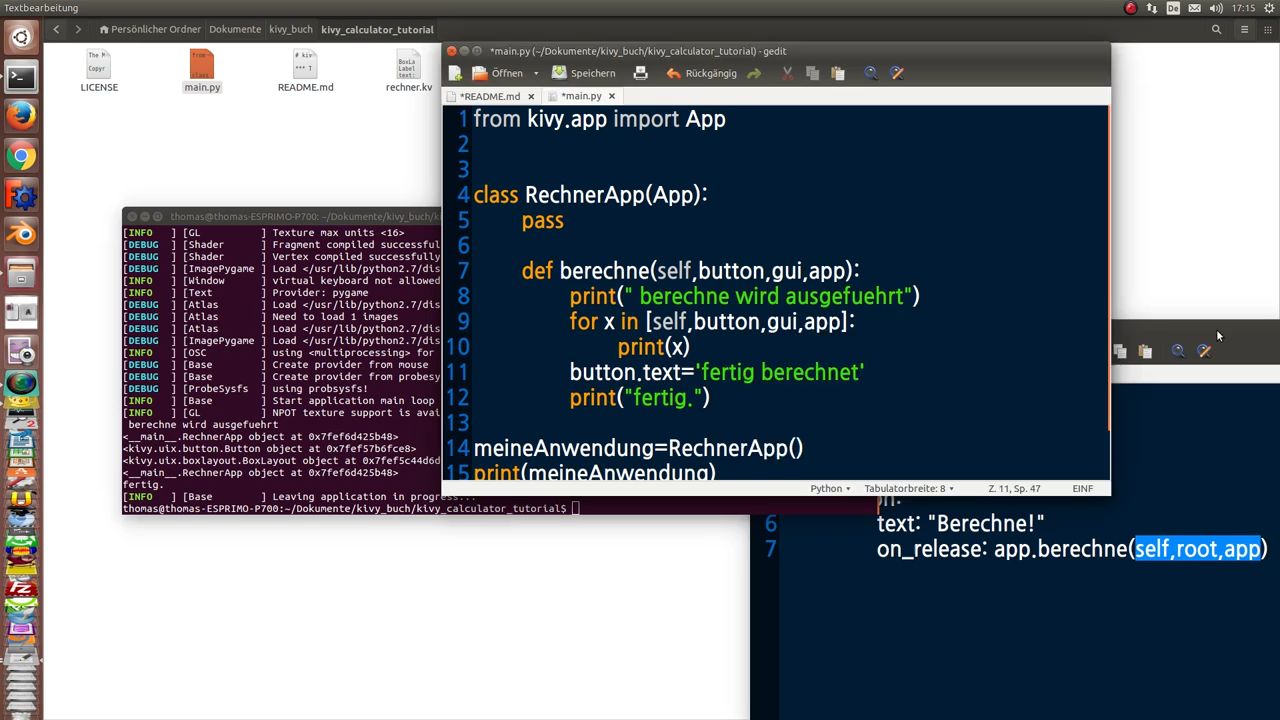 Textbearbeitung
De
17:15
Persönlicher Ordner
Dokumente
kivy_buch
kivy_calculator_tutorial
LICENSE
main.py
README.md
rechner.kv
*main.py (~/Dokumente/kivy_buch/kivy_calculator_tutorial) - gedit
Öffnen
Speichern
Rückgängig
*README.md
*main.py
1 from kivy.app import App
2
3
4 class RechnerApp(App):
5 pass
6
7 def berechne(self,button,gui,app):
8 print(" berechne wird ausgefuehrt")
9 for x in [self,button,gui,app]:
10 print(x)
11 button.text='fertig berechnet'
12 print("fertig.")
13
14 meineAnwendung=RechnerApp()
15 print(meineAnwendung)
Python
Tabulatorbreite: 8
Z. 11, Sp. 47
EINF
thomas@thomas-ESPRIMO-P700: ~/Dokumente/kivy_buch/k
[INFO ] [GL ] Texture max units <16>
[DEBUG ] [Shader ] Fragment compiled successful
[DEBUG ] [Shader ] Vertex compiled successfully
[DEBUG ] [ImagePygame ] Load </usr/lib/python2.7/dis
[INFO ] [Window ] virtual keyboard not allowed
[INFO ] [Text ] Provider: pygame
[DEBUG ] [Atlas ] Load </usr/lib/python2.7/dis
[DEBUG ] [Atlas ] Need to load 1 images
[DEBUG ] [Atlas ] Load </usr/lib/python2.7/dis
[DEBUG ] [ImagePygame ] Load </usr/lib/python2.7/dis
[INFO ] [OSC ] using <multiprocessing> for
[DEBUG ] [Base ] Create provider from mouse
[DEBUG ] [Base ] Create provider from probesy
[DEBUG ] [ProbeSysfs ] using probsysfs!
[INFO ] [Base ] Start application main loop
[INFO ] [GL ] NPOT texture support is avai
berechne wird ausgefuehrt
<__main__.RechnerApp object at 0x7fef6d425b48>
<kivy.uix.button.Button object at 0x7fef57b6fce8>
<kivy.uix.boxlayout.BoxLayout object at 0x7fef5c44d6d
<__main__.RechnerApp object at 0x7fef6d425b48>
fertig.
[INFO ] [Base ] Leaving application in progress...
thomas@thomas-ESPRIMO-P700:~/Dokumente/kivy_buch/kivy_calculator_tutorial$
6 text: "Berechne!"
7 on_release: app.berechne(self,root,app)